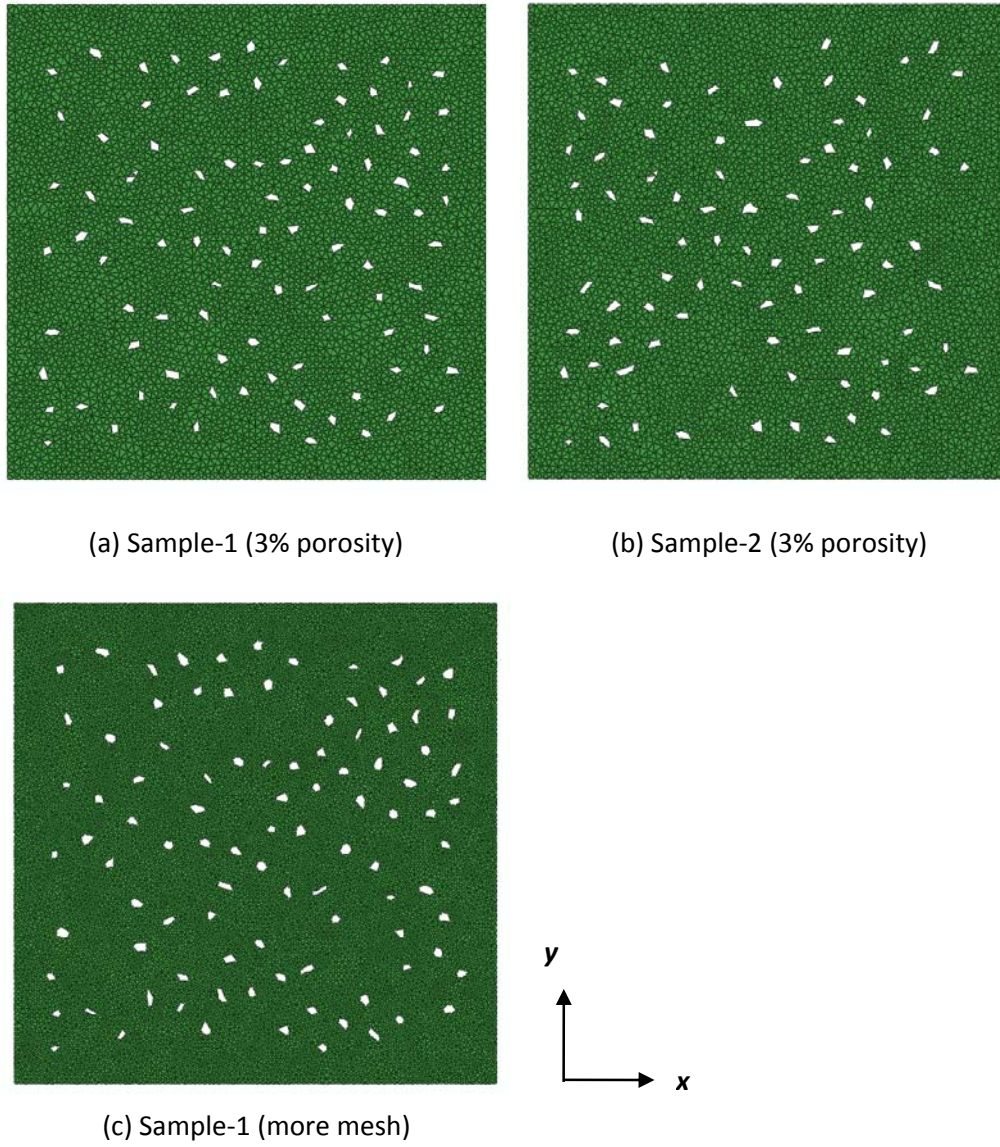 (a) Sample-1 (3% porosity)
(b) Sample-2 (3% porosity)
y
x
(c) Sample-1 (more mesh)